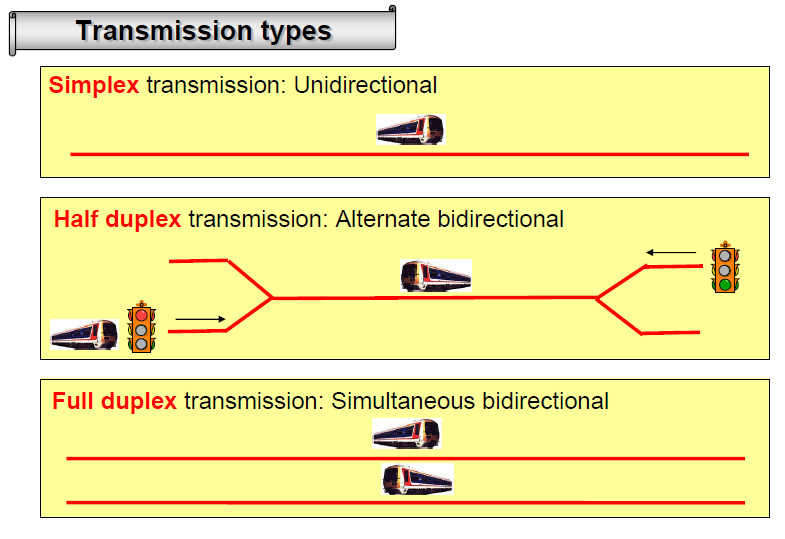 Transmission types
Simplex transmission: Unidirectional
Half duplex transmission: Alternate bidirectional
Full duplex transmission: Simultaneous bidirectional